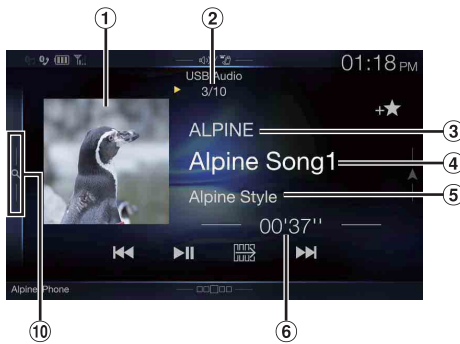 ① ②
01:18 PM
USB Audio
3/10
ALPINE ③
Alpine Song1 ④
Alpine Style ⑤
00'37''
Alpine Phone
⑩ ⑥